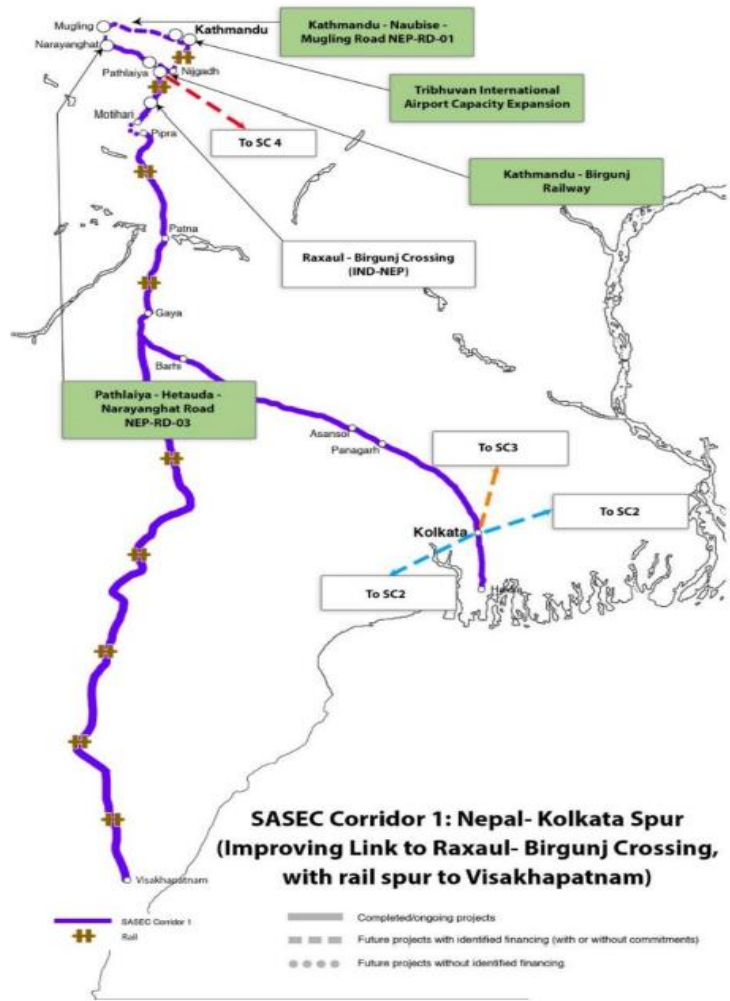 Mugling
Kathmandu
Narayanghat
Kathmandu - Naubise -
Mugling Road NEP-RD-01
Pathlaiya
Nijgadh
Tribhuvan International
Airport Capacity Expansion
Motihari
Pipra
To SC 4
Kathmandu - Birgunj
Railway
Patna
Raxaul - Birgunj Crossing
(IND-NEP)
Gaya
Barhi
Pathlaiya - Hetauda -
Narayanghat Road
NEP-RD-03
Asansol
Panagarh
To SC3
To SC2
Kolkata
To SC2
SASEC Corridor 1: Nepal- Kolkata Spur
(Improving Link to Raxaul- Birgunj Crossing,
with rail spur to Visakhapatnam)
Visakhapatnam
SASEC Corridor 1
Rail
Completed/ongoing projects
Future projects with identified financing (with or without commitments)
Future projects without identified financing.